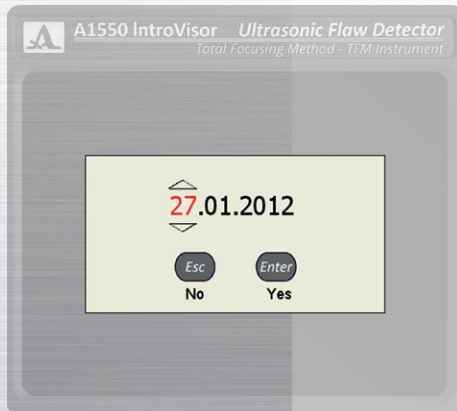 A1550 IntroVisor Ultrasonic Flaw Detector
Total Focusing Method - TFM Instrument
27.01.2012
Esc Enter
No Yes